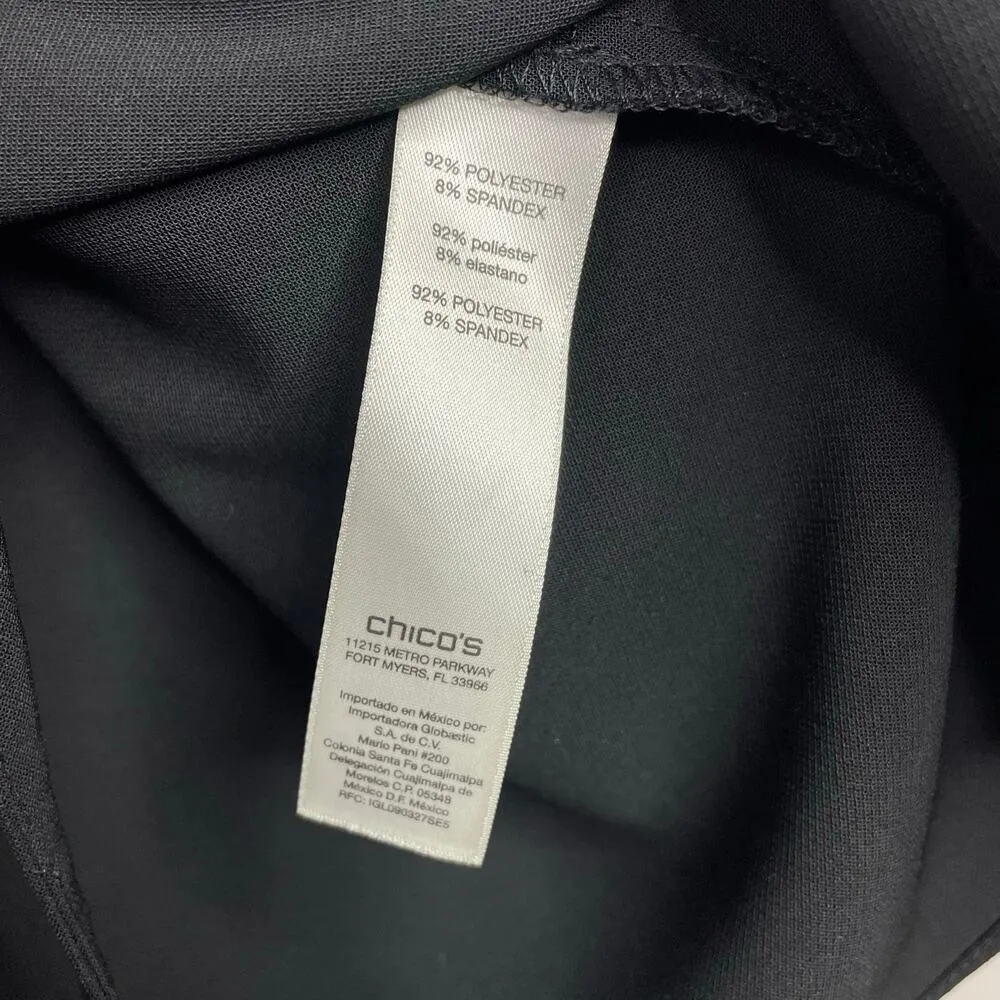 92% POLYESTER
8% SPANDEX
92% poliéster
8% elastano
92% POLYESTER
8% SPANDEX
chico's
11215 METRO PARKWAY
FORT MYERS, FL 33966
Importado en México por:
Importadora Globastic
S.A. de C.V.
Mario Pani #200
Colonia Santa Fe Cuajimalpa
Delegación Cuajimalpa de
Morelos C.P. 05348
México D.F. México
RFC: IGL090327SE5